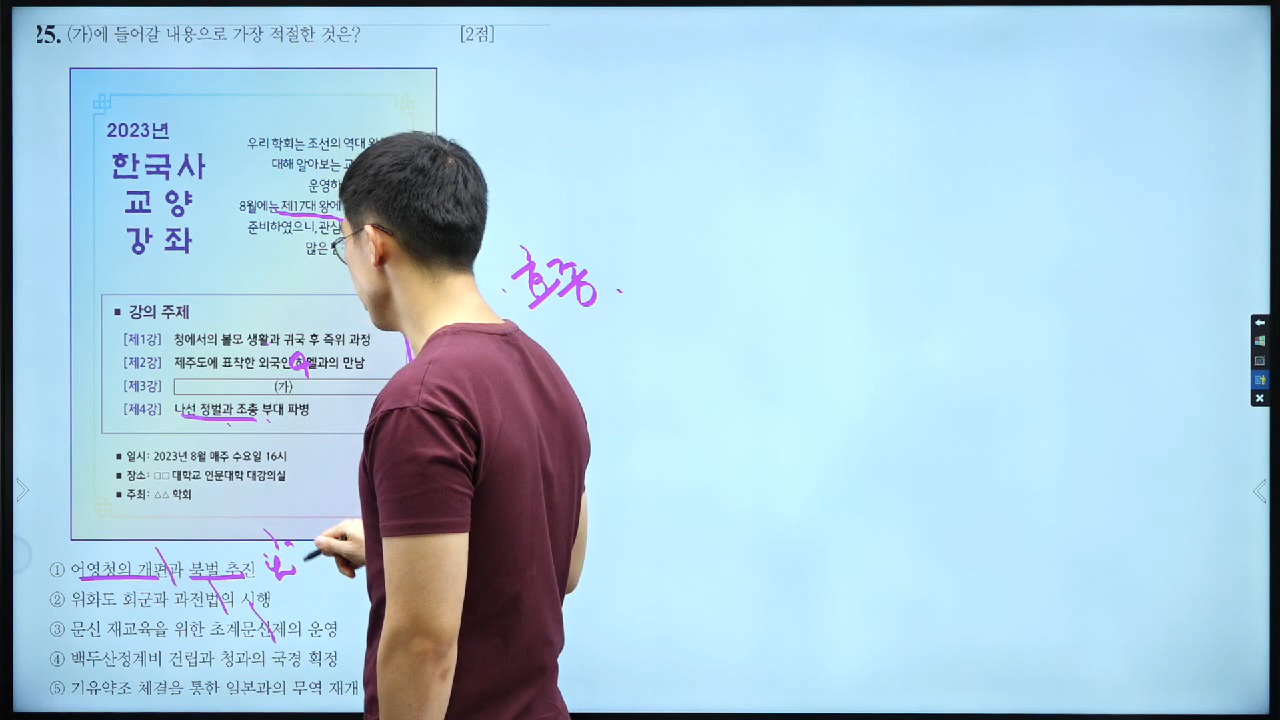 25. (가)에 들어갈 내용으로 가장 적절한 것은? [2점]
2023년
한국사
교양
강좌
우리 학회는 조선의 역대
대해 알아보는
8월에는 제17대 왕에
준비하였으니,
많은
효종
■ 강의 주제
[제1강] 청에서의 볼모 생활과 귀국 후 즉위 과정
[제2강] 제주도에 표착한 외국인 하멜과의 만남
[제3강] (가)
[제4강] 나선 정벌과 조총 부대 파병
■ 일시: 2023년 8월 매주 수요일 16시
■ 장소: □□ 대학교 인문대학 대강의실
■ 주최: △△ 학회
① 어영청의 개편과 북벌 추진
② 위화도 회군과 과전법의 시행
③ 문신 재교육을 위한 초계문신제의 운영
④ 백두산정계비 건립과 청과의 국경 획정
⑤ 기유약조 체결을 통한 일본과의 무역 재개